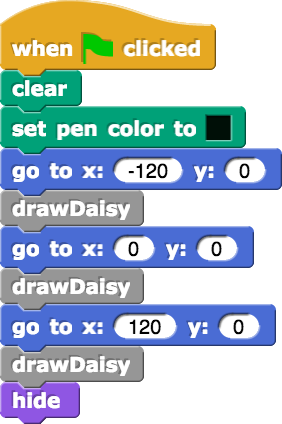 when clicked
clear
set pen color to
go to x: -120 y: 0
drawDaisy
go to x: 0 y: 0
drawDaisy
go to x: 120 y: 0
drawDaisy
hide